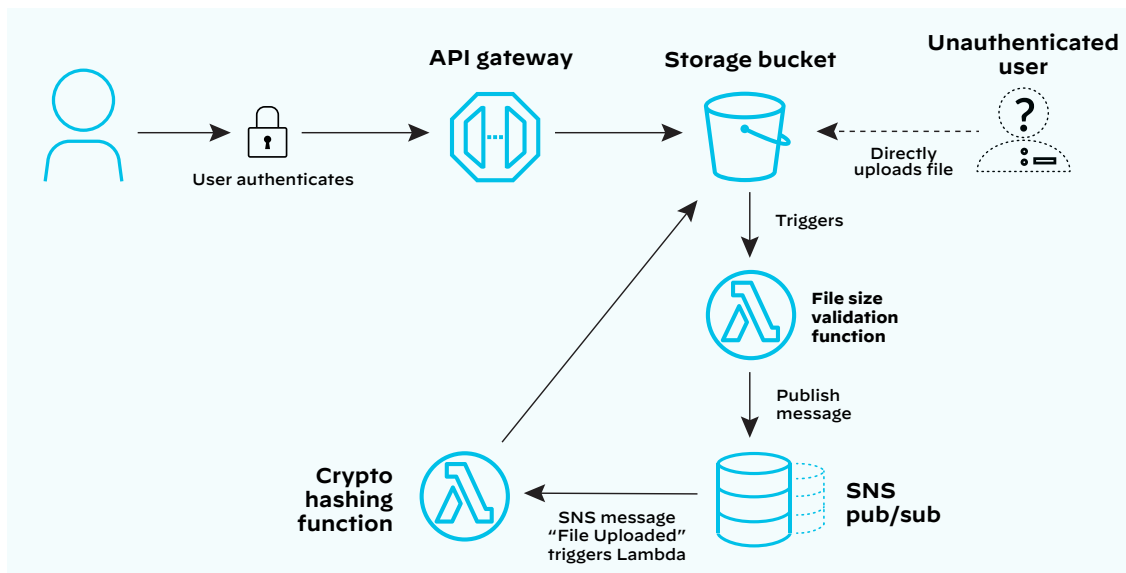 API gateway
Storage bucket
Unauthenticated
user
?
User authenticates
Directly
uploads file
Triggers
File size
validation
function
Publish
message
Crypto
hashing
function
SNS message
“File Uploaded”
triggers Lambda
SNS
pub/sub